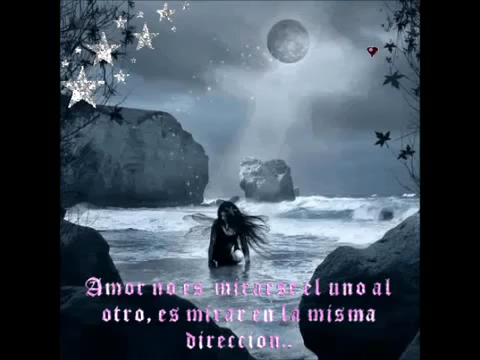 Amor no es mirarse el uno al
otro, es mirar en la misma
direccion..